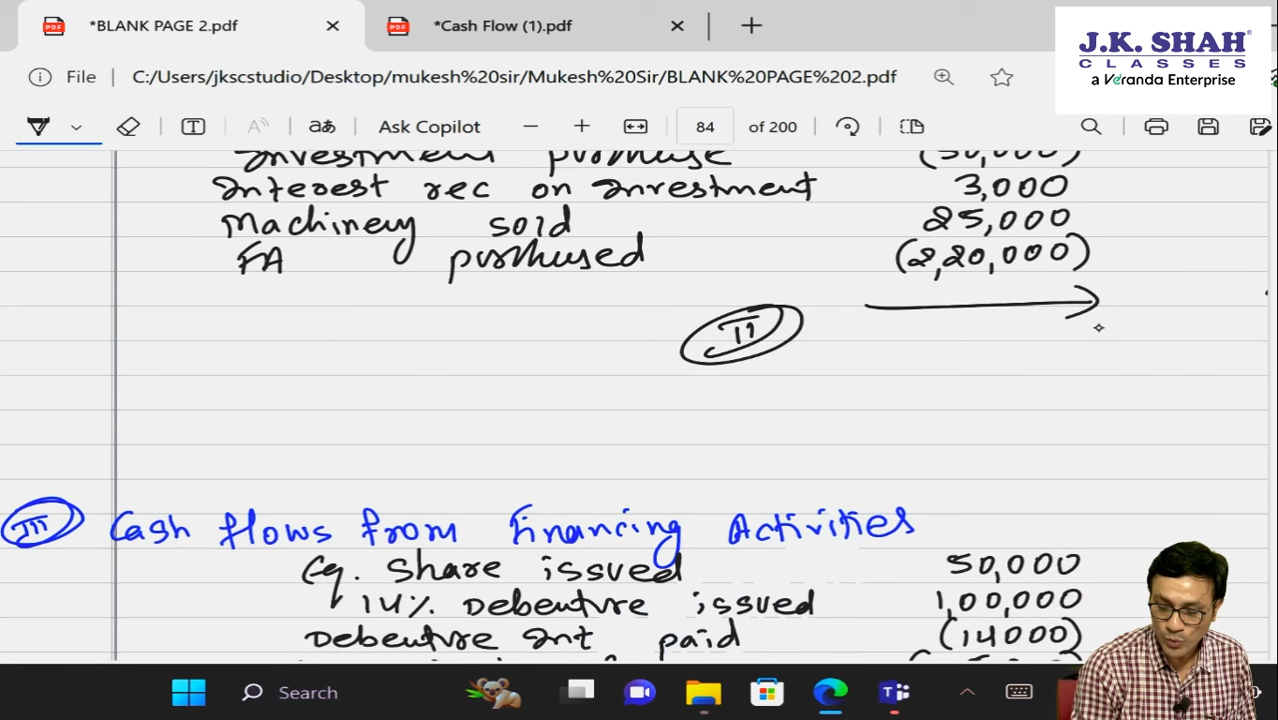 *BLANK PAGE 2.pdf
*Cash Flow (1).pdf
J.K. SHAH
CLASSES
a Veranda Enterprise
File C:/Users/jkscstudio/Desktop/mukesh%20sir/Mukesh%20Sir/BLANK%20PAGE%202.pdf
Ask Copilot 84 of 200
Investment purchase
Interest rec on Investment 3,000
Machinery sold 25,000
FA purchased (2,20,000)
II
III Cash flows from Financing Activities
Eq. share issued 50,000
14% Debenture issued 1,00,000
Debenture Int paid (14000)
Search